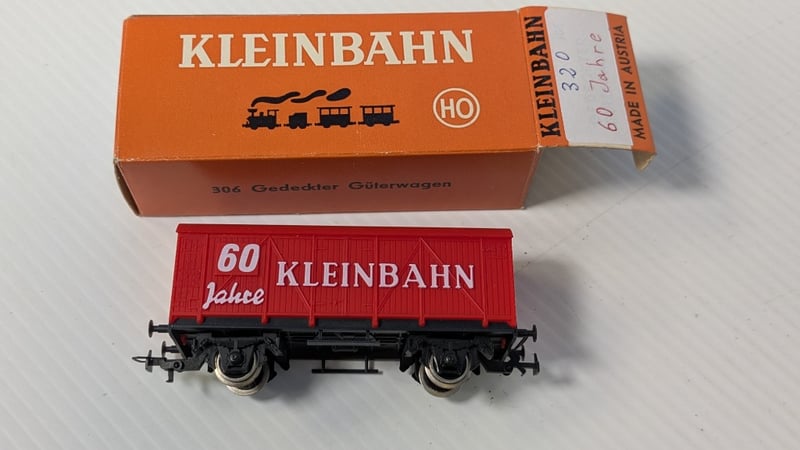 KLEINBAHN
HO
306 Gedeckter Güterwagen
KLEINBAHN
320
60 Jahre
MADE IN AUSTRIA
60
Jahre
KLEINBAHN